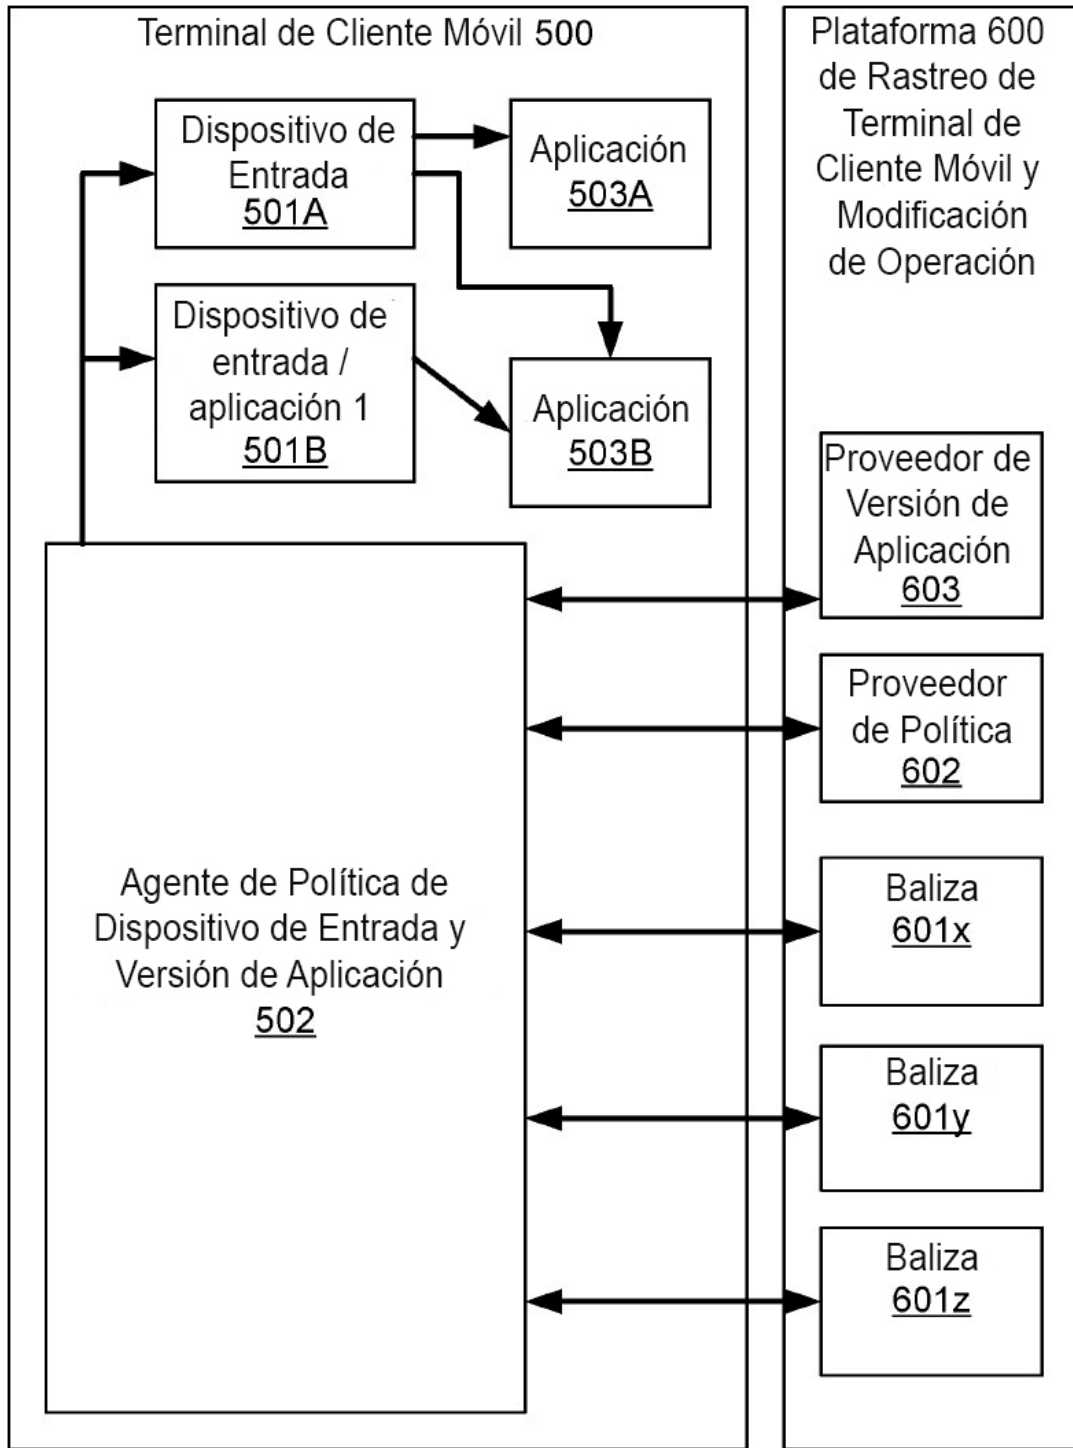 Terminal de Cliente Móvil 500
Dispositivo de
Entrada
501A
Aplicación
503A
Dispositivo de
entrada /
aplicación 1
501B
Aplicación
503B
Agente de Política de
Dispositivo de Entrada y
Versión de Aplicación
502
Plataforma 600
de Rastreo de
Terminal de
Cliente Móvil y
Modificación
de Operación
Proveedor de
Versión de
Aplicación
603
Proveedor
de Política
602
Baliza
601x
Baliza
601y
Baliza
601z